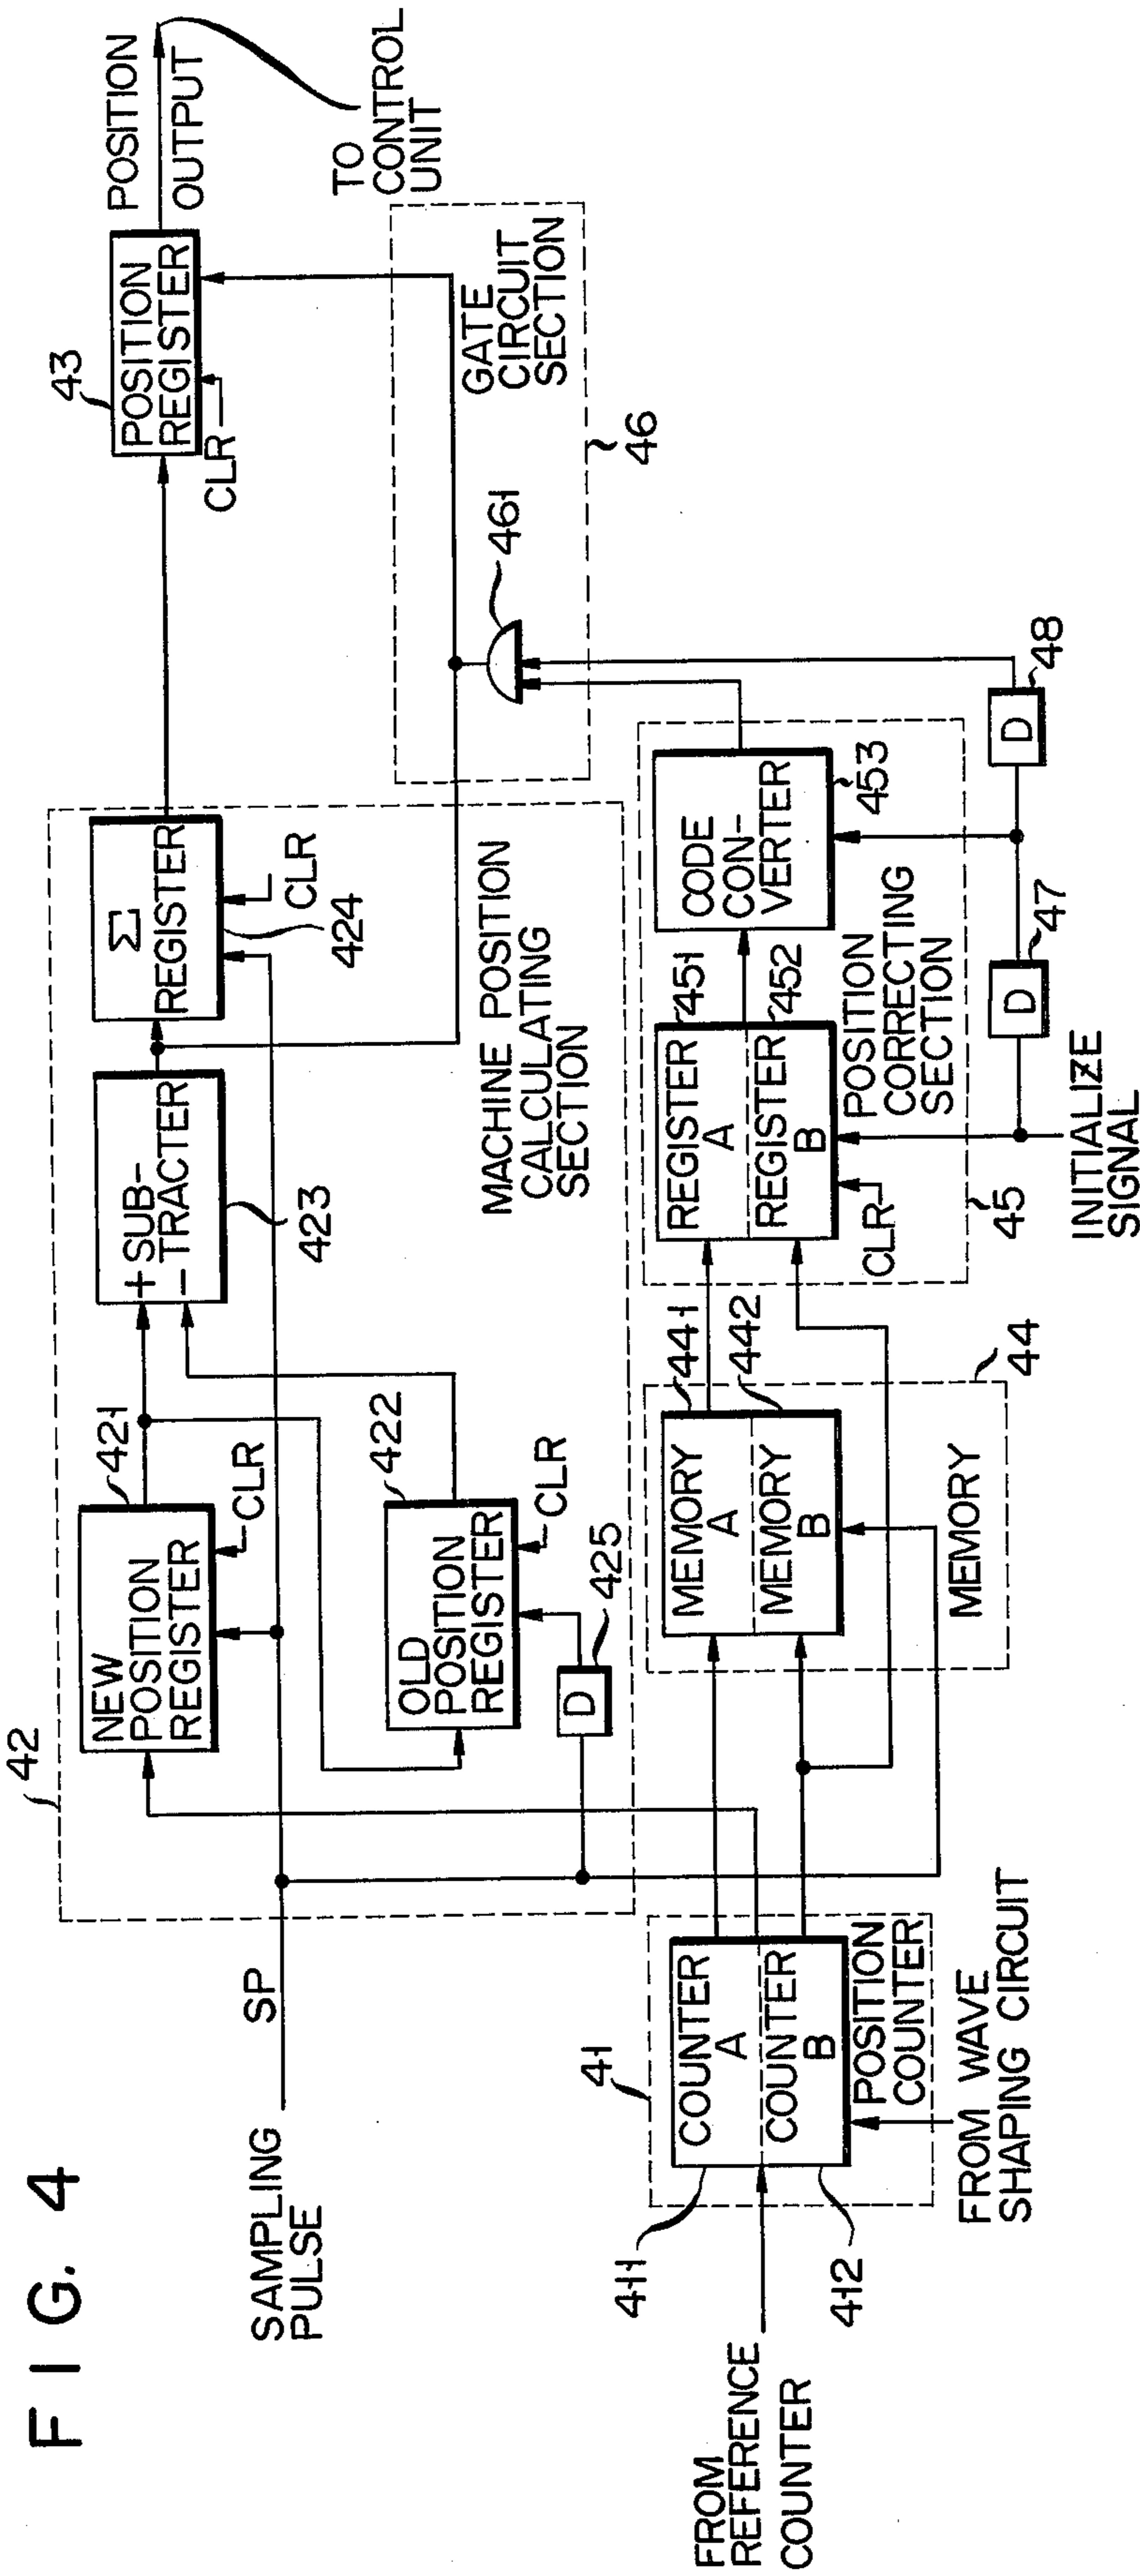 FIG. 4
SAMPLING
PULSE
SP
42
NEW
POSITION
REGISTER
421
CLR
OLD
POSITION
REGISTER
422
CLR
D
425
+ SUB-
- TRACTER
423
Σ
REGISTER
CLR
424
MACHINE POSITION
CALCULATING
SECTION
43
POSITION
REGISTER
CLR
POSITION
OUTPUT
TO
CONTROL
UNIT
GATE
CIRCUIT
SECTION
461
46
FROM
REFERENCE
COUNTER
411
412
41
COUNTER
A
COUNTER
B
POSITION
COUNTER
FROM WAVE
SHAPING CIRCUIT
MEMORY
A
MEMORY
B
441
442
MEMORY
44
REGISTER
A
REGISTER
B
451
452
CLR
CODE
CON-
VERTER
453
POSITION
CORRECTING
SECTION
45
INITIALIZE
SIGNAL
D
47
D
48